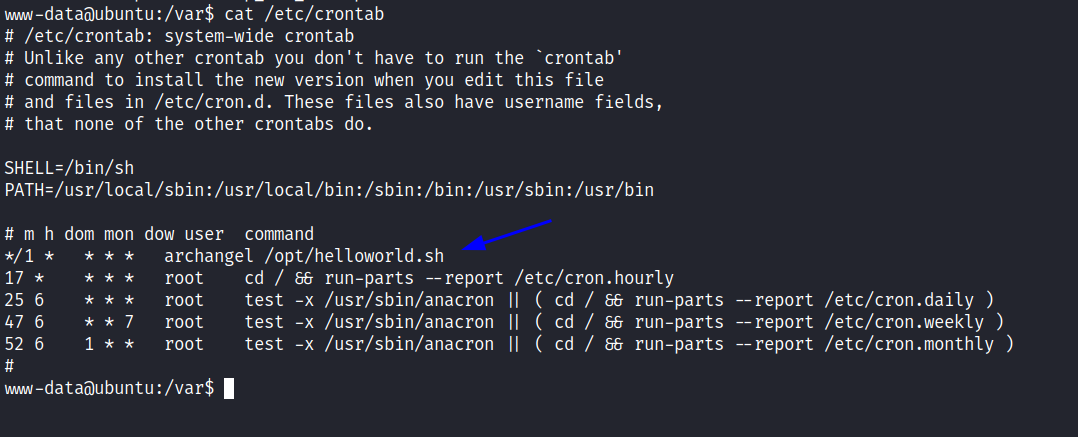 www-data@ubuntu:/var$ cat /etc/crontab
# /etc/crontab: system-wide crontab
# Unlike any other crontab you don't have to run the `crontab'
# command to install the new version when you edit this file
# and files in /etc/cron.d. These files also have username fields,
# that none of the other crontabs do.
SHELL=/bin/sh
PATH=/usr/local/sbin:/usr/local/bin:/sbin:/bin:/usr/sbin:/usr/bin
# m h dom mon dow user  command
*/1 *   * * *   archangel /opt/helloworld.sh
17 *    * * *   root    cd / && run-parts --report /etc/cron.hourly
25 6    * * *   root    test -x /usr/sbin/anacron || ( cd / && run-parts --report /etc/cron.daily )
47 6    * * 7   root    test -x /usr/sbin/anacron || ( cd / && run-parts --report /etc/cron.weekly )
52 6    1 * *   root    test -x /usr/sbin/anacron || ( cd / && run-parts --report /etc/cron.monthly )
#
www-data@ubuntu:/var$